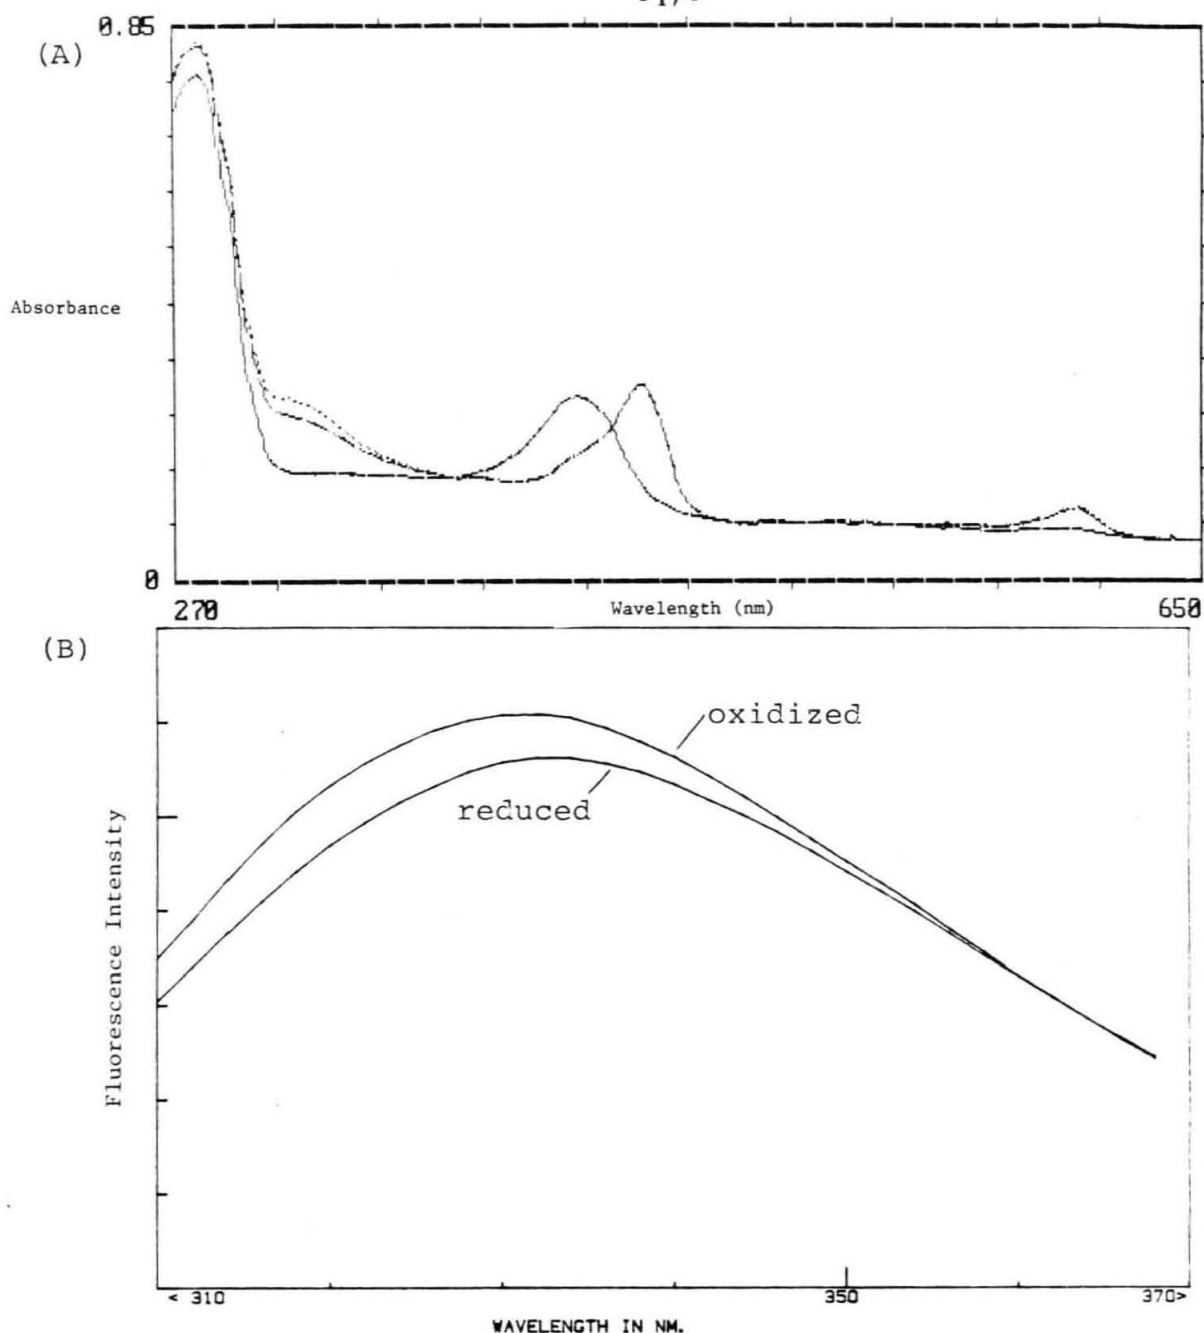 0.85
(A)
Absorbance
0
270
Wavelength (nm)
650
(B)
oxidized
reduced
Fluorescence Intensity
< 310
350
370>
WAVELENGTH IN NM.